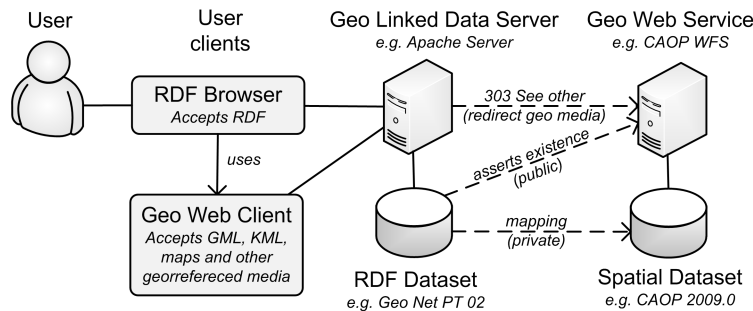 User
User
clients
Geo Linked Data Server
e.g. Apache Server
Geo Web Service
e.g. CAOP WFS
RDF Browser
Accepts RDF
303 See other
(redirect geo media)
uses
asserts existence
(public)
Geo Web Client
Accepts GML, KML,
maps and other
georrefereced media
mapping
(private)
RDF Dataset
e.g. Geo Net PT 02
Spatial Dataset
e.g. CAOP 2009.0